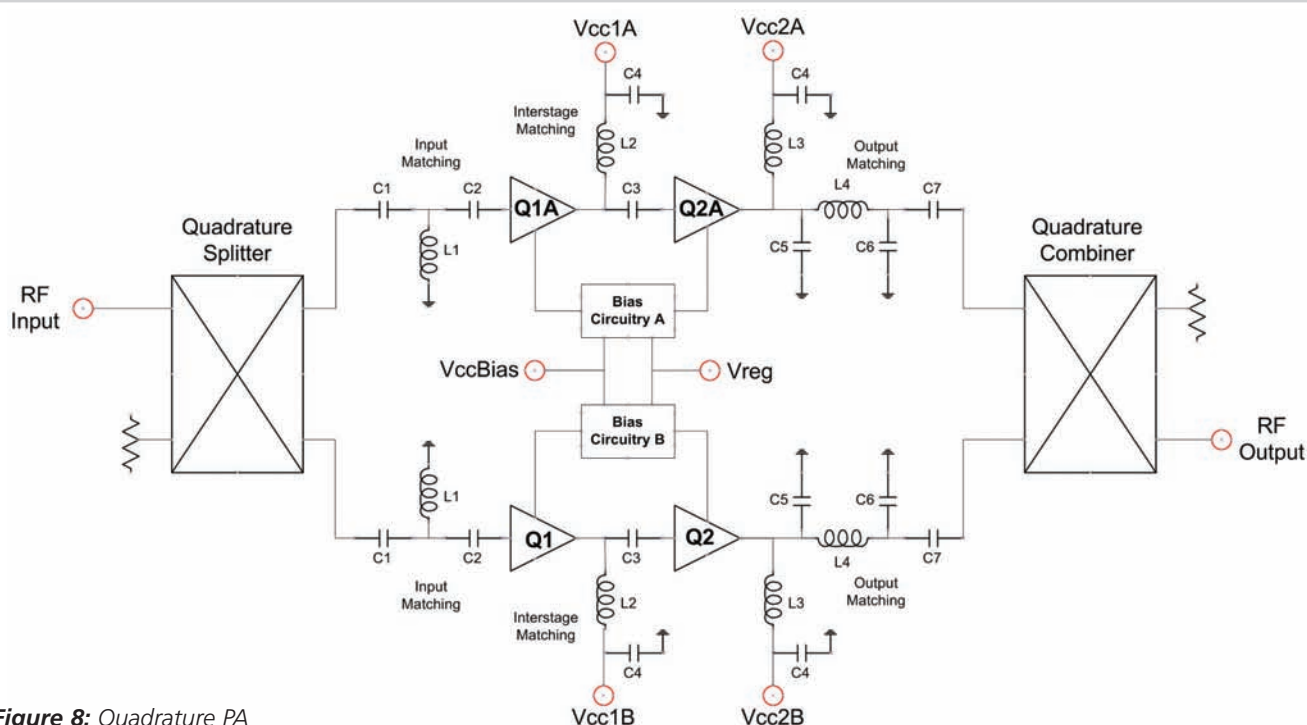 Vcc1A
Vcc2A
C4
C4
Interstage
Matching
L2
L3
Input
Matching
Output
Matching
C1
C2
Q1A
C3
Q2A
L4
C7
Quadrature
Splitter
L1
C5
C6
Quadrature
Combiner
RF
Input
Bias
Circuitry A
VccBias
Vreg
Bias
Circuitry B
RF
Output
L1
C5
C6
C1
C2
Q1
C3
Q2
L4
C7
Input
Matching
L2
L3
Output
Matching
Interstage
Matching
C4
C4
Vcc1B
Vcc2B
Figure 8: Quadrature PA